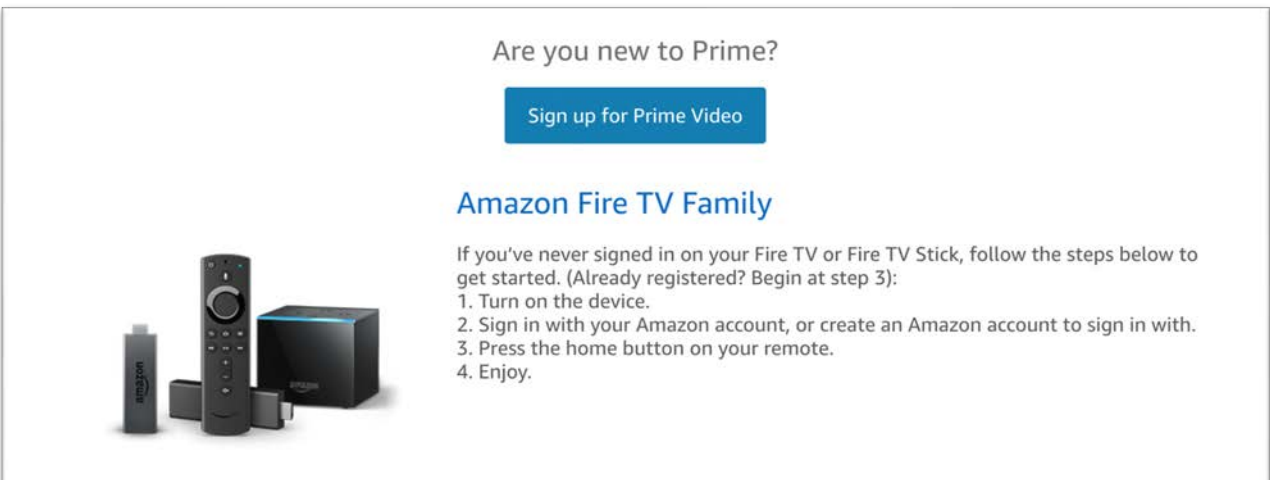 Are you new to Prime?
Sign up for Prime Video
Amazon Fire TV Family
If you’ve never signed in on your Fire TV or Fire TV Stick, follow the steps below to
get started. (Already registered? Begin at step 3):
1. Turn on the device.
2. Sign in with your Amazon account, or create an Amazon account to sign in with.
3. Press the home button on your remote.
4. Enjoy.
amazon
amazon